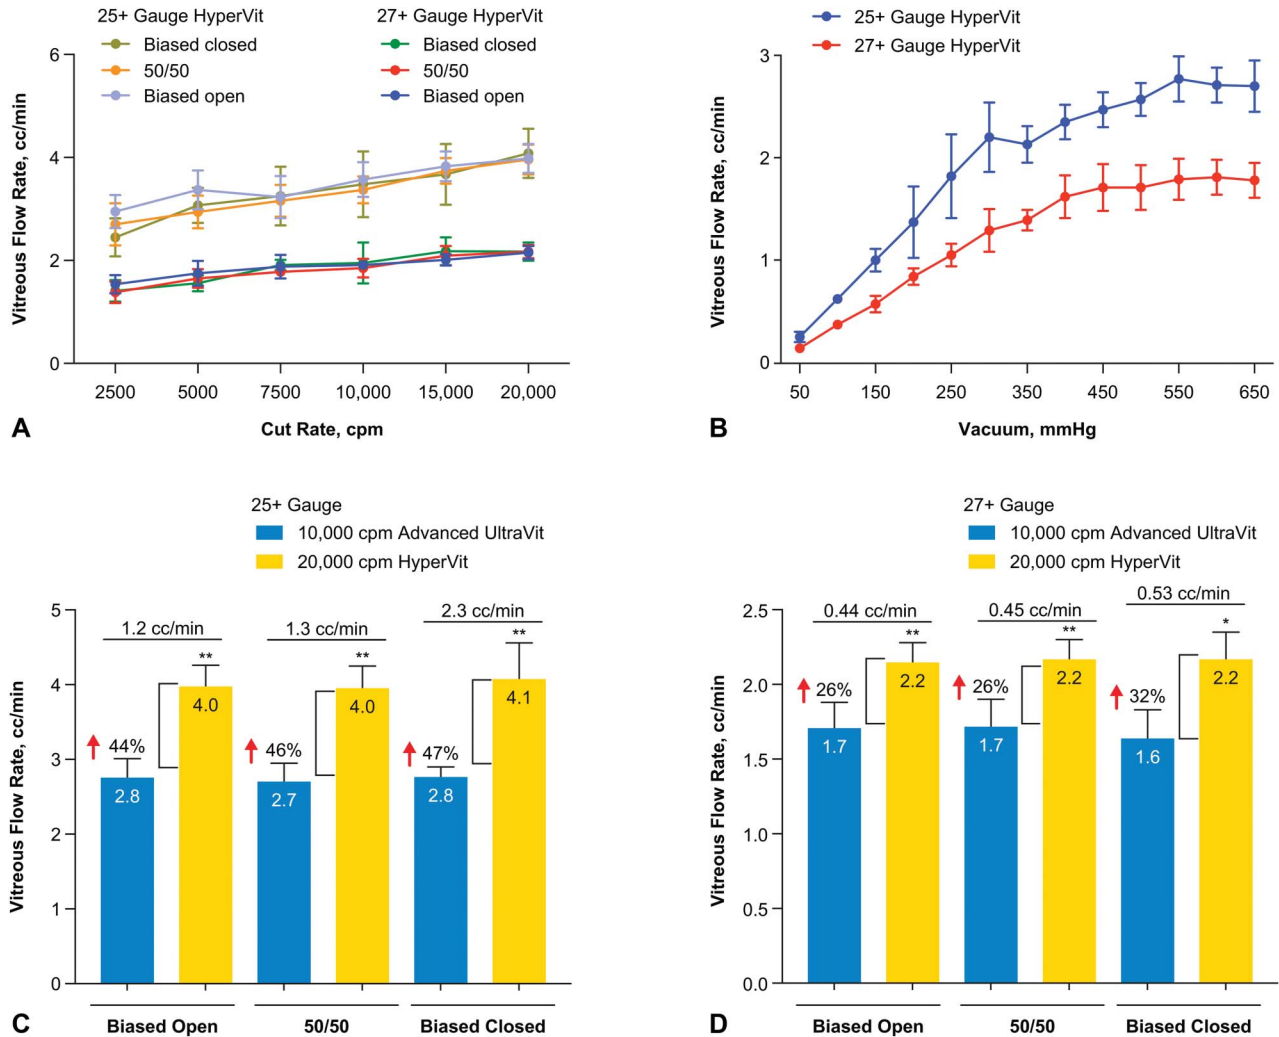 25+ Gauge HyperVit
Biased closed
50/50
Biased open
27+ Gauge HyperVit
Biased closed
50/50
Biased open
Vitreous Flow Rate, cc/min
6
4
2
0
2500 5000 7500 10,000 15,000 20,000
Cut Rate, cpm
A
25+ Gauge HyperVit
27+ Gauge HyperVit
Vitreous Flow Rate, cc/min
3
2
1
0
50 150 250 350 450 550 650
Vacuum, mmHg
B
25+ Gauge
10,000 cpm Advanced UltraVit
20,000 cpm HyperVit
Vitreous Flow Rate, cc/min
5
4
3
2
1
0
1.2 cc/min
**
44%
2.8
4.0
1.3 cc/min
**
46%
2.7
4.0
2.3 cc/min
**
47%
2.8
4.1
Biased Open 50/50 Biased Closed
C
27+ Gauge
10,000 cpm Advanced UltraVit
20,000 cpm HyperVit
Vitreous Flow Rate, cc/min
2.5
2.0
1.5
1.0
0.5
0.0
0.44 cc/min
**
26%
1.7
2.2
0.45 cc/min
**
26%
1.7
2.2
0.53 cc/min
*
32%
1.6
2.2
Biased Open 50/50 Biased Closed
D